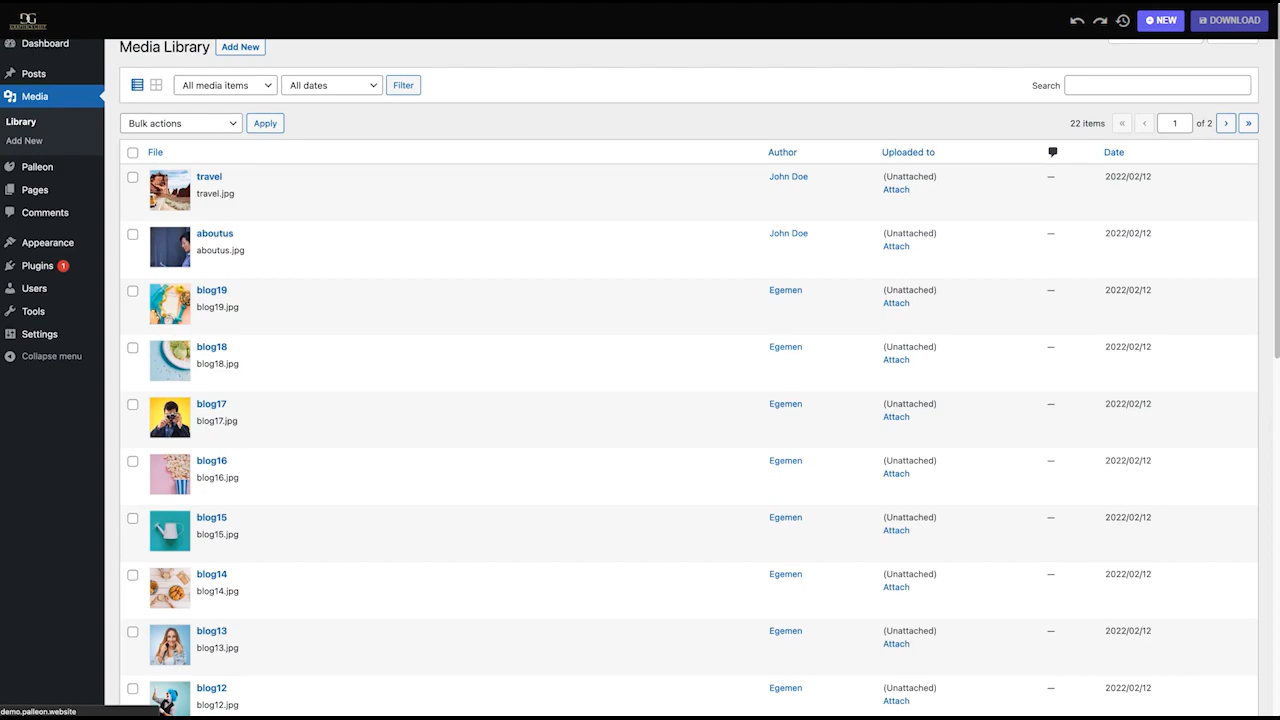 NEW
DOWNLOAD
Dashboard
Posts
Media
Library
Add New
Palleon
Pages
Comments
Appearance
Plugins 1
Users
Tools
Settings
Collapse menu
Media Library Add New
All media items All dates Filter Search
Bulk actions Apply 22 items « ‹ 1 of 2 › »
File Author Uploaded to Date
travel John Doe (Unattached) — 2022/02/12
travel.jpg Attach
aboutus John Doe (Unattached) — 2022/02/12
aboutus.jpg Attach
blog19 Egemen (Unattached) — 2022/02/12
blog19.jpg Attach
blog18 Egemen (Unattached) — 2022/02/12
blog18.jpg Attach
blog17 Egemen (Unattached) — 2022/02/12
blog17.jpg Attach
blog16 Egemen (Unattached) — 2022/02/12
blog16.jpg Attach
blog15 Egemen (Unattached) — 2022/02/12
blog15.jpg Attach
blog14 Egemen (Unattached) — 2022/02/12
blog14.jpg Attach
blog13 Egemen (Unattached) — 2022/02/12
blog13.jpg Attach
blog12 Egemen (Unattached) — 2022/02/12
blog12.jpg Attach
demo.palleon.website